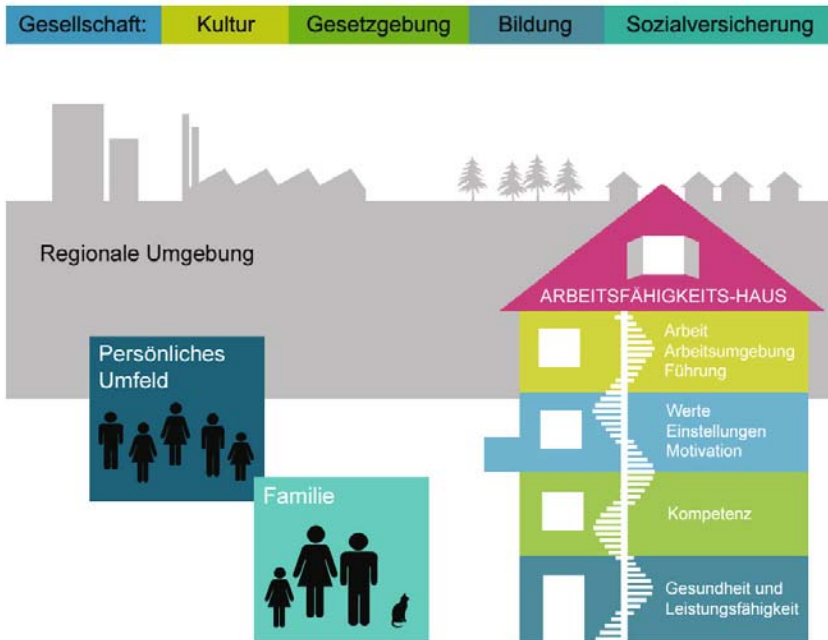 Gesellschaft: Kultur Gesetzgebung Bildung Sozialversicherung
Regionale Umgebung
Persönliches
Umfeld
Familie
ARBEITSFÄHIGKEITS-HAUS
Arbeit
Arbeitsumgebung
Führung
Werte
Einstellungen
Motivation
Kompetenz
Gesundheit und
Leistungsfähigkeit